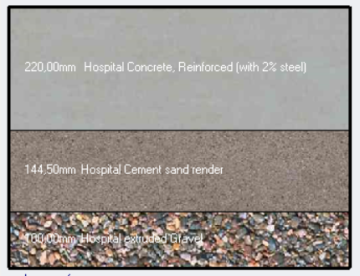 220,00mm Hospital Concrete, Reinforced (with 2% steel)
144,50mm Hospital Cement sand render
100,00mm Hospital extruded Gravel